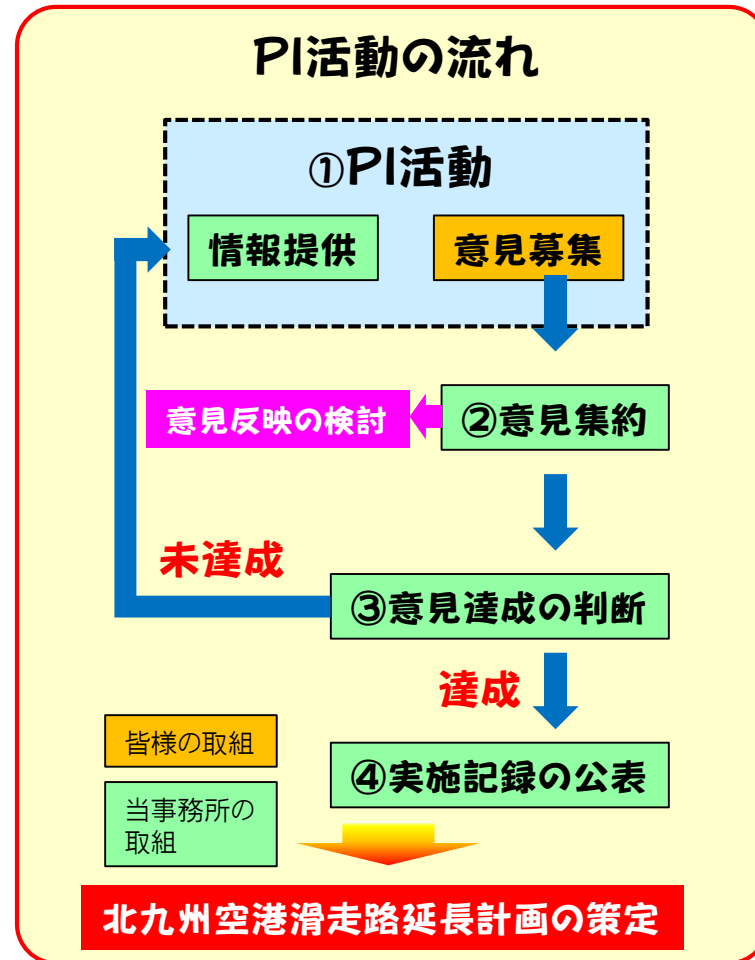 PI活動の流れ
①PI活動
情報提供
意見募集
意見反映の検討
②意見集約
未達成
③意見達成の判断
達成
皆様の取組
④実施記録の公表
当事務所の
取組
北九州空港滑走路延長計画の策定